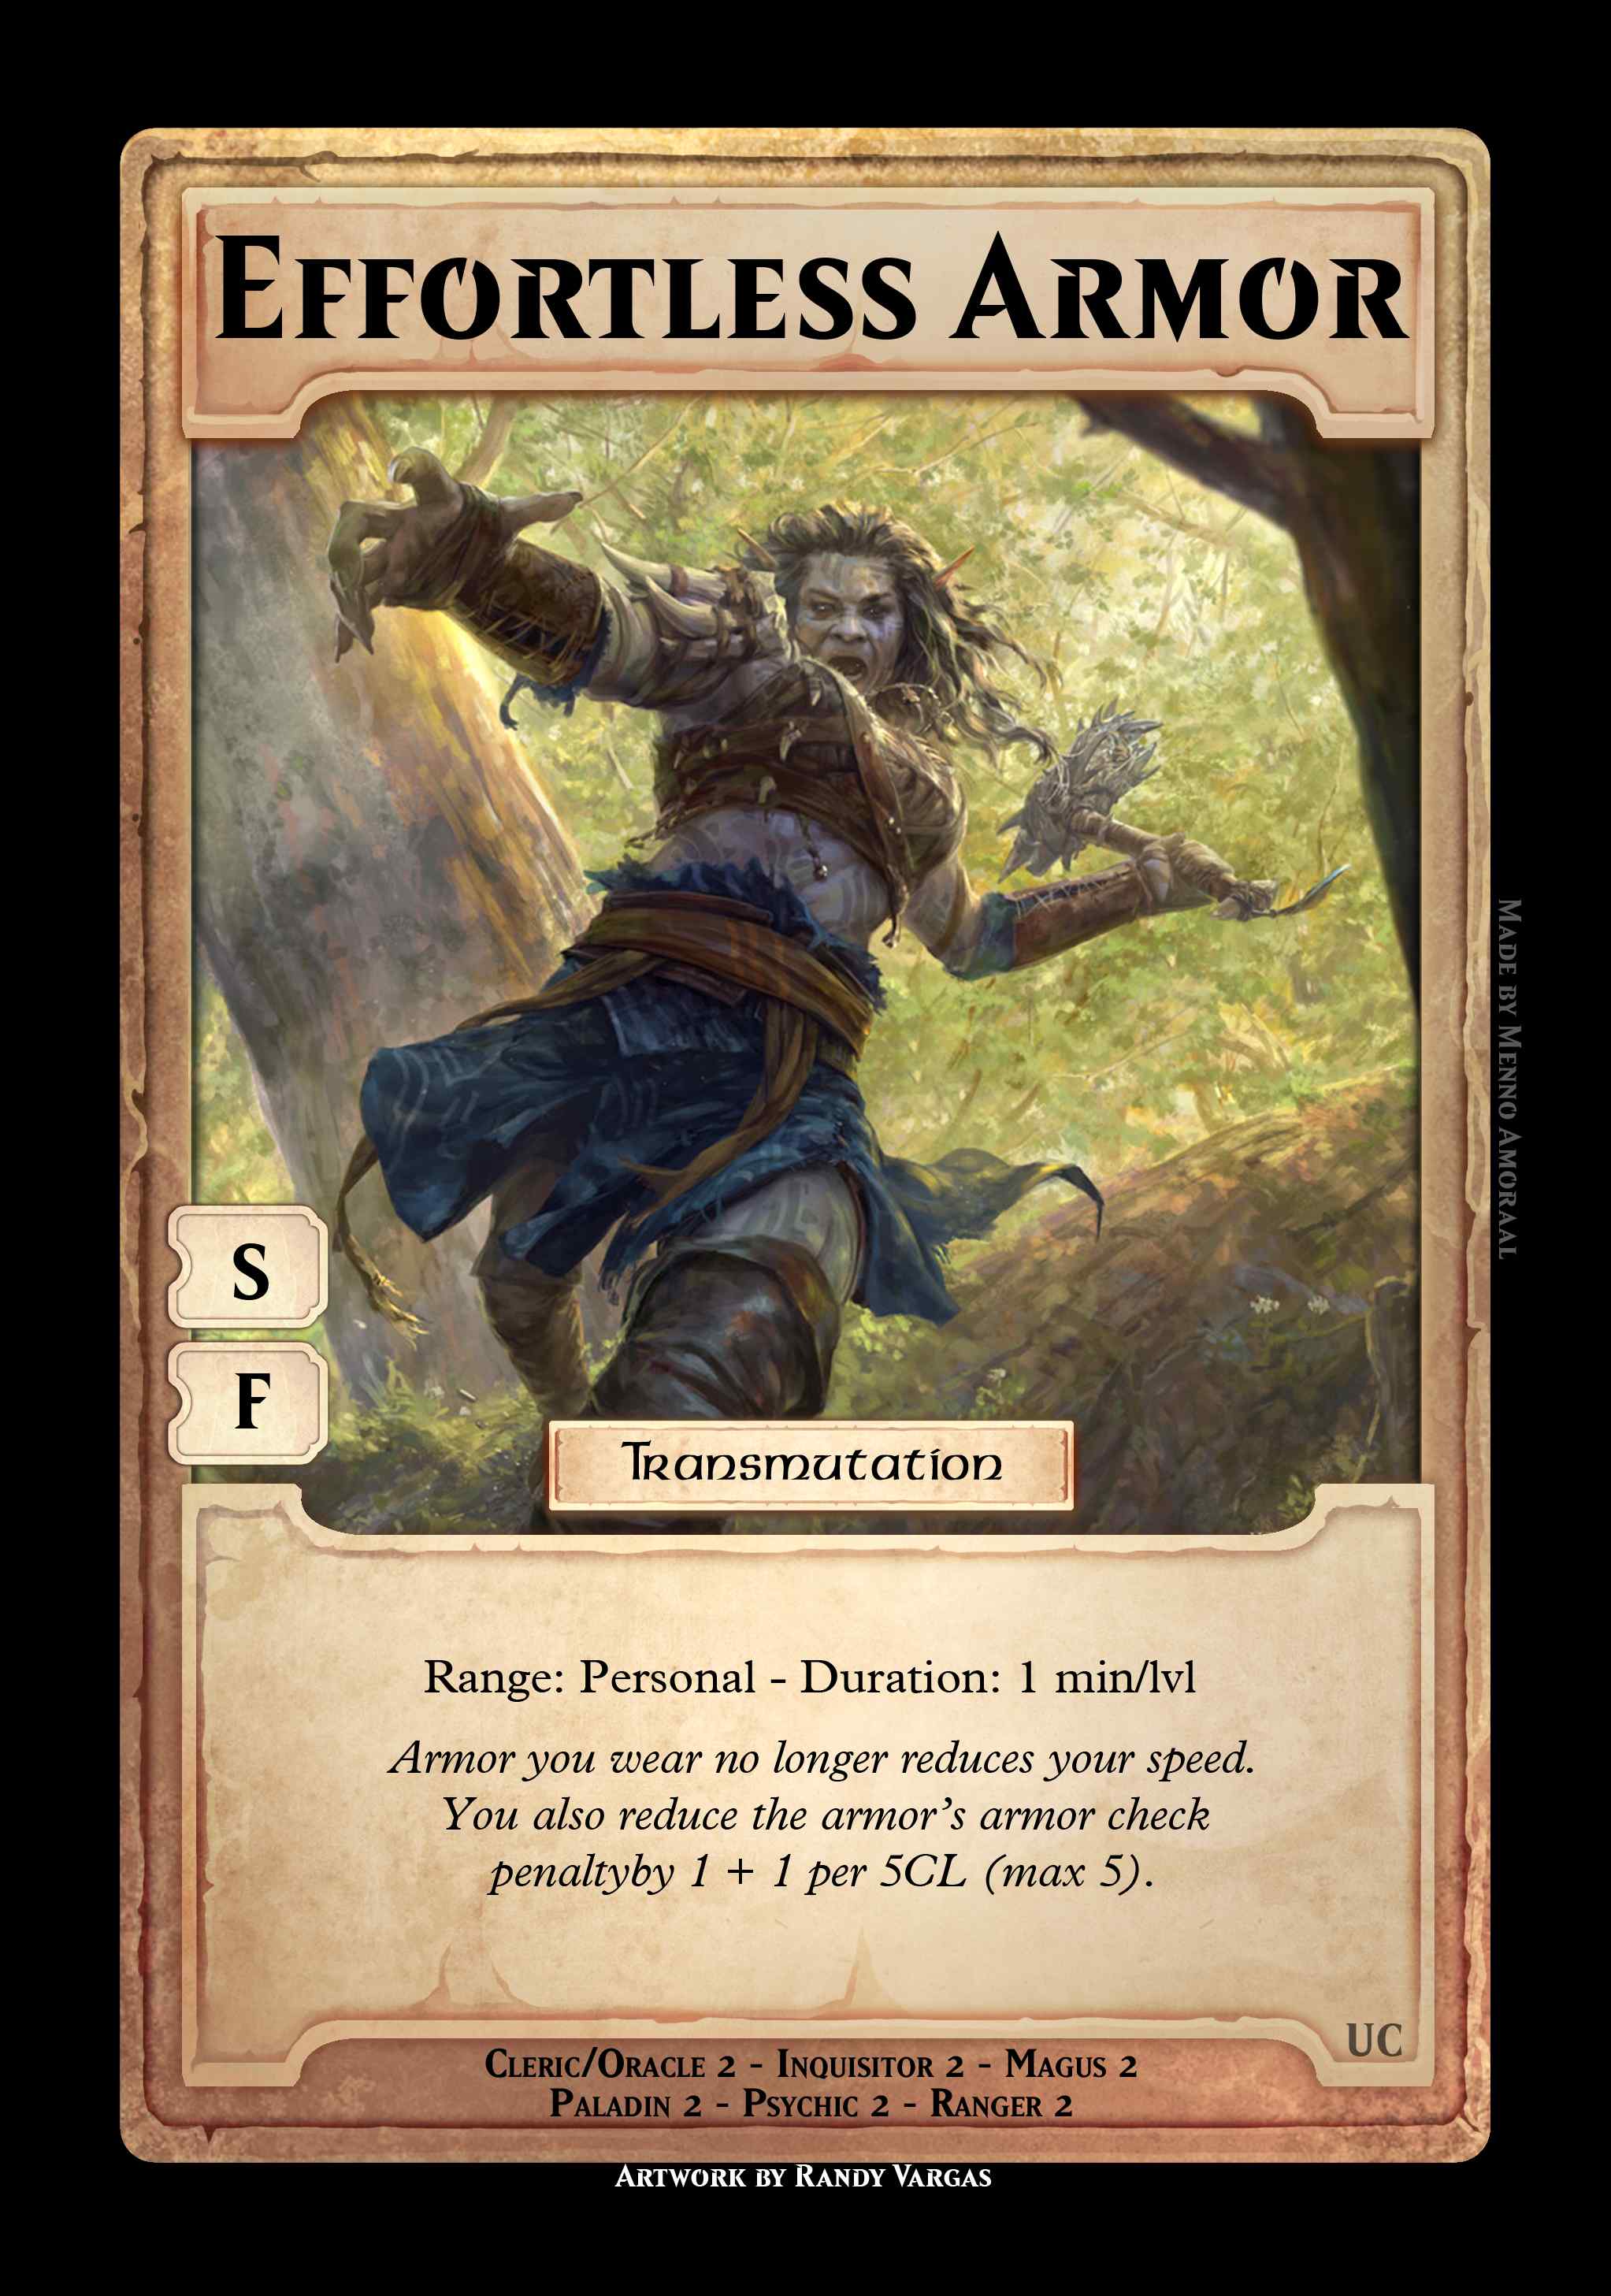 Effortless Armor
Made by Menno Amoraal
S
F
Transmutation
Range: Personal - Duration: 1 min/lvl
Armor you wear no longer reduces your speed.
You also reduce the armor’s armor check
penaltyby 1 + 1 per 5CL (max 5).
UC
Cleric/Oracle 2 - Inquisitor 2 - Magus 2
Paladin 2 - Psychic 2 - Ranger 2
Artwork by Randy Vargas